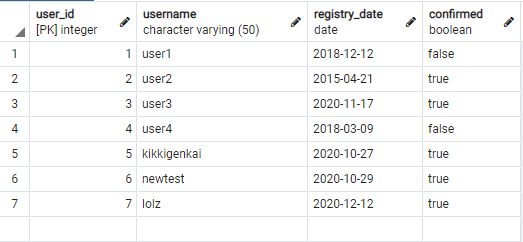 user_id username registry_date confirmed
[PK] integer character varying (50) date boolean
1 1 user1 2018-12-12 false
2 2 user2 2015-04-21 true
3 3 user3 2020-11-17 true
4 4 user4 2018-03-09 false
5 5 kikkigenkai 2020-10-27 true
6 6 newtest 2020-10-29 true
7 7 lolz 2020-12-12 true